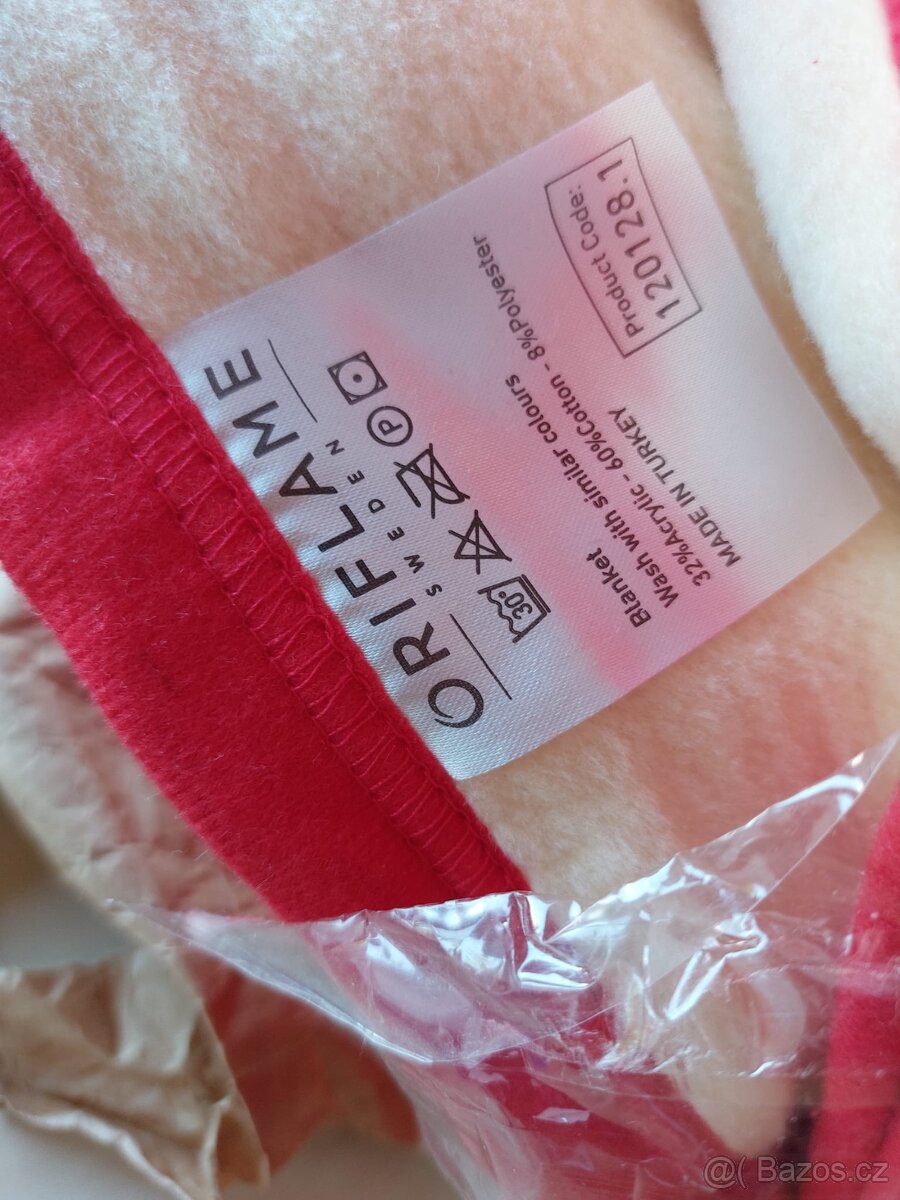 ORIFLAME
SWEDEN
30°
P
Blanket
Wash with similar colours
32%Acrylic - 60%Cotton - 8%Polyester
MADE IN TURKEY
Product Code:
120128.1
@( Bazos.cz